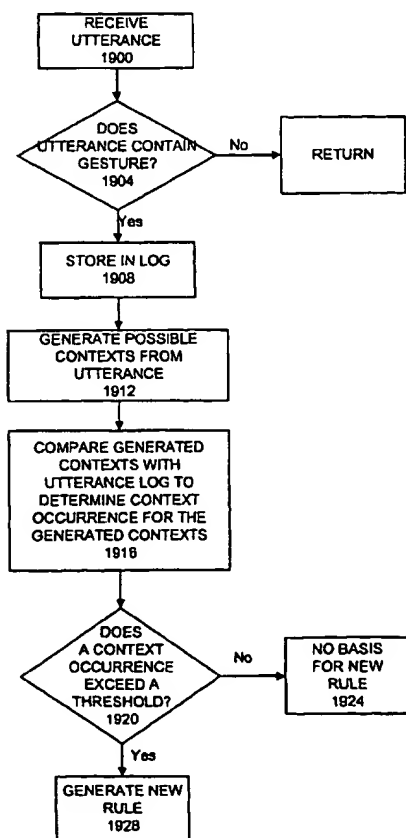 RECEIVE
UTTERANCE
1900
DOES
UTTERANCE CONTAIN
GESTURE?
1904
No
RETURN
Yes
STORE IN LOG
1908
GENERATE POSSIBLE
CONTEXTS FROM
UTTERANCE
1912
COMPARE GENERATED
CONTEXTS WITH
UTTERANCE LOG TO
DETERMINE CONTEXT
OCCURRENCE FOR THE
GENERATED CONTEXTS
1916
DOES
A CONTEXT
OCCURRENCE
EXCEED A
THRESHOLD?
1920
No
NO BASIS
FOR NEW
RULE
1924
Yes
GENERATE NEW
RULE
1928